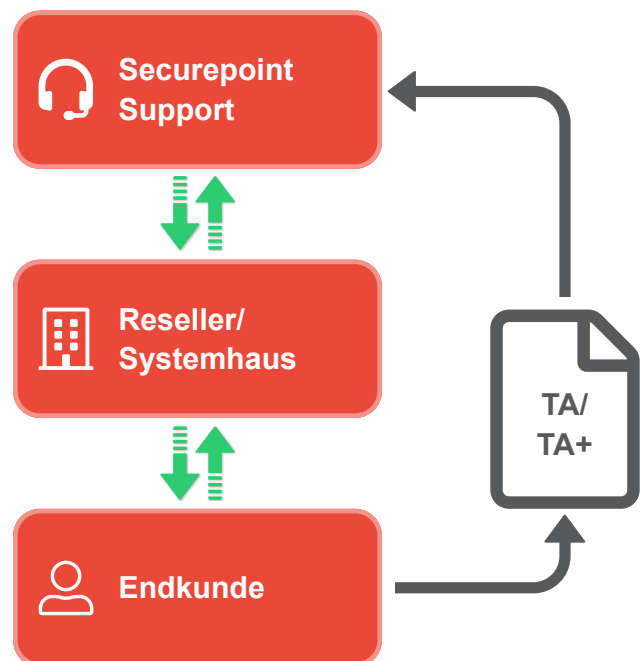 Securepoint
Support
Reseller/
Systemhaus
TA/
TA+
Endkunde